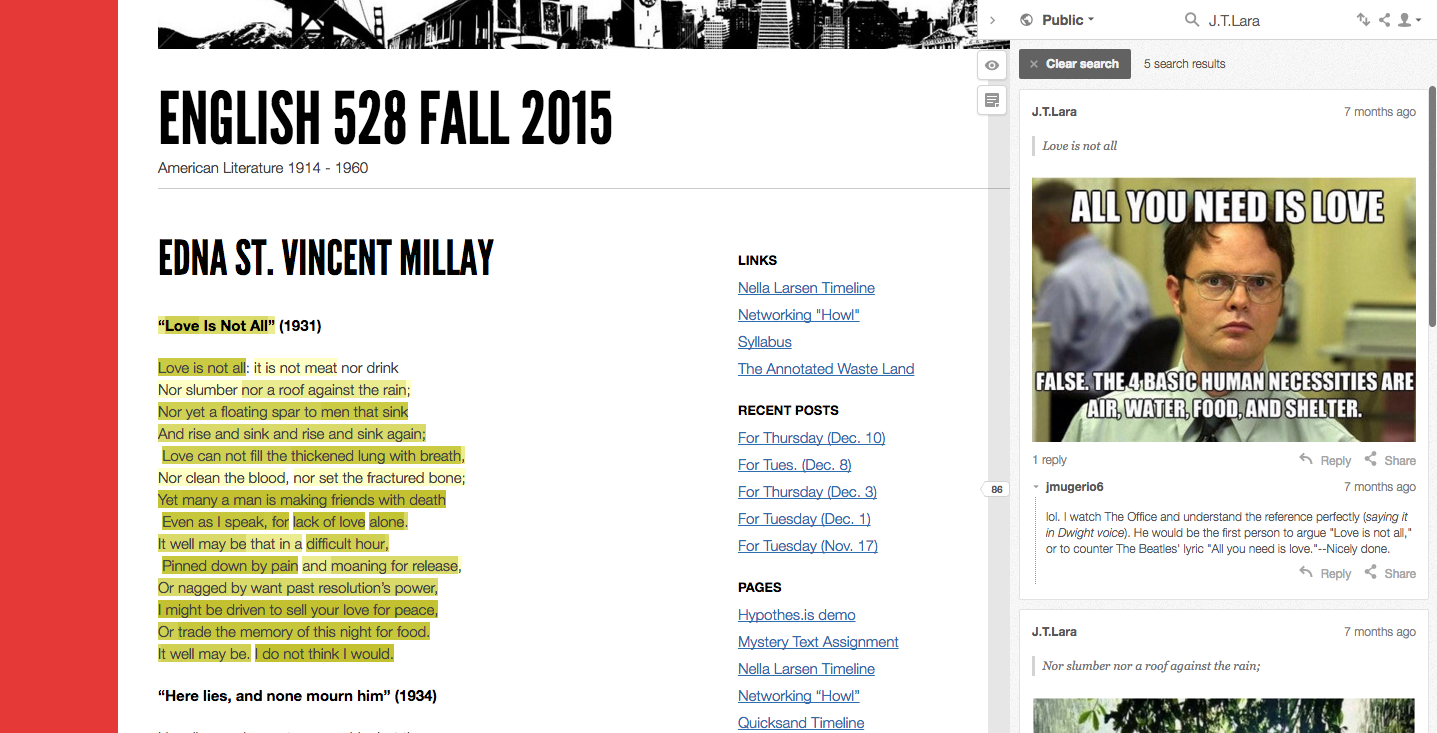 Public
J.T.Lara
Clear search
5 search results
ENGLISH 528 FALL 2015
American Literature 1914 - 1960
EDNA ST. VINCENT MILLAY
“Love Is Not All” (1931)
Love is not all: it is not meat nor drink
Nor slumber nor a roof against the rain;
Nor yet a floating spar to men that sink
And rise and sink and rise and sink again;
Love can not fill the thickened lung with breath,
Nor clean the blood, nor set the fractured bone;
Yet many a man is making friends with death
Even as I speak, for lack of love alone.
It well may be that in a difficult hour,
Pinned down by pain and moaning for release,
Or nagged by want past resolution’s power,
I might be driven to sell your love for peace,
Or trade the memory of this night for food.
It well may be. I do not think I would.
“Here lies, and none mourn him” (1934)
LINKS
Nella Larsen Timeline
Networking "Howl"
Syllabus
The Annotated Waste Land
RECENT POSTS
For Thursday (Dec. 10)
For Tues. (Dec. 8)
For Thursday (Dec. 3)
For Tuesday (Dec. 1)
For Tuesday (Nov. 17)
PAGES
Hypothes.is demo
Mystery Text Assignment
Nella Larsen Timeline
Networking “Howl”
Quicksand Timeline
86
J.T.Lara 7 months ago
Love is not all
ALL YOU NEED IS LOVE
FALSE. THE 4 BASIC HUMAN NECESSITIES ARE
AIR, WATER, FOOD, AND SHELTER.
1 reply Reply Share
jmugerio6 7 months ago
lol. I watch The Office and understand the reference perfectly (saying it
in Dwight voice). He would be the first person to argue "Love is not all,"
or to counter The Beatles' lyric "All you need is love."--Nicely done.
Reply Share
J.T.Lara 7 months ago
Nor slumber nor a roof against the rain;